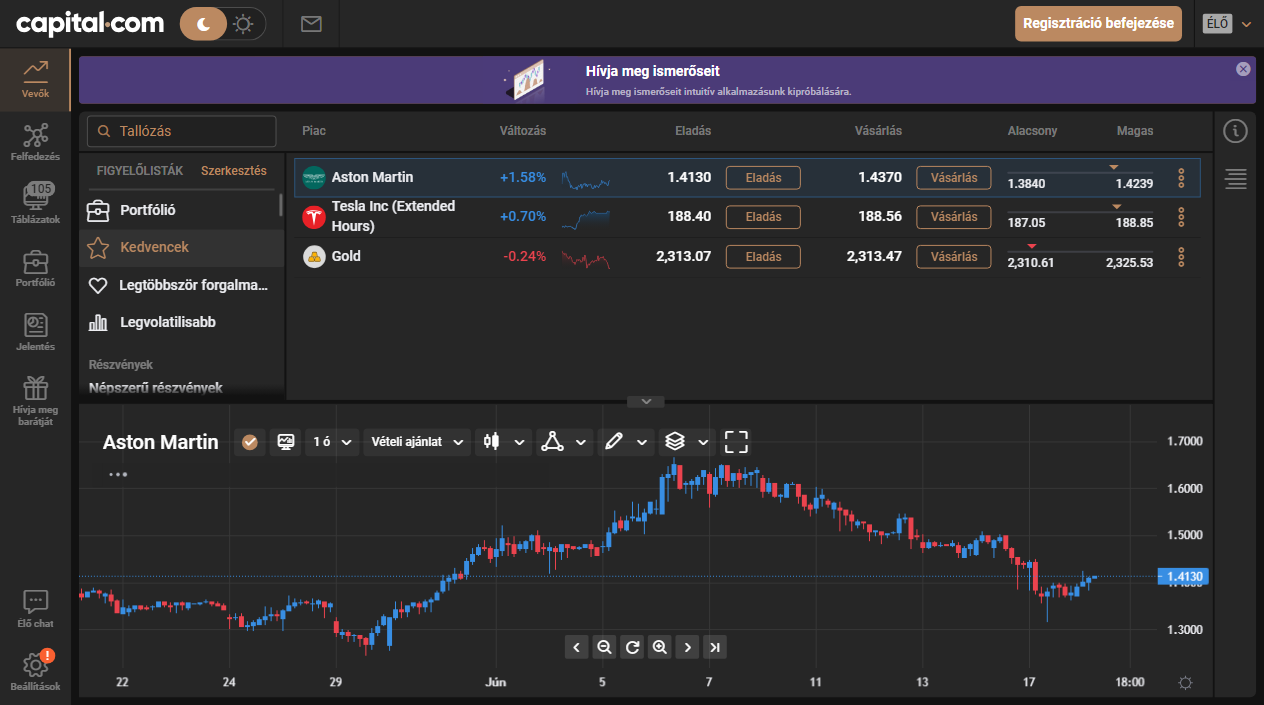 capital.com
Regisztráció befejezése
ÉLŐ
Vevők
Felfedezés
105
Táblázatok
Portfólió
Jelentés
Hívja meg
barátját
Élő chat
!
Beállítások
Hívja meg ismerőseit
Hívja meg ismerőseit intuitív alkalmazásunk kipróbálására.
Tallózás
FIGYELŐLISTÁK Szerkesztés
Portfólió
Kedvencek
Legtöbbször forgalma...
Legvolatilisabb
Részvények
Népszerű részvények
Piac Változás Eladás Vásárlás Alacsony Magas
Aston Martin +1.58% 1.4130 Eladás 1.4370 Vásárlás 1.3840 1.4239
Tesla Inc (Extended
Hours) +0.70% 188.40 Eladás 188.56 Vásárlás 187.05 188.85
Gold -0.24% 2,313.07 Eladás 2,313.47 Vásárlás 2,310.61 2,325.53
Aston Martin 1 ó Vételi ajánlat
1.7000
1.6000
1.5000
1.4130
1.3000
22 24 29 Jún 5 7 11 13 17 18:00